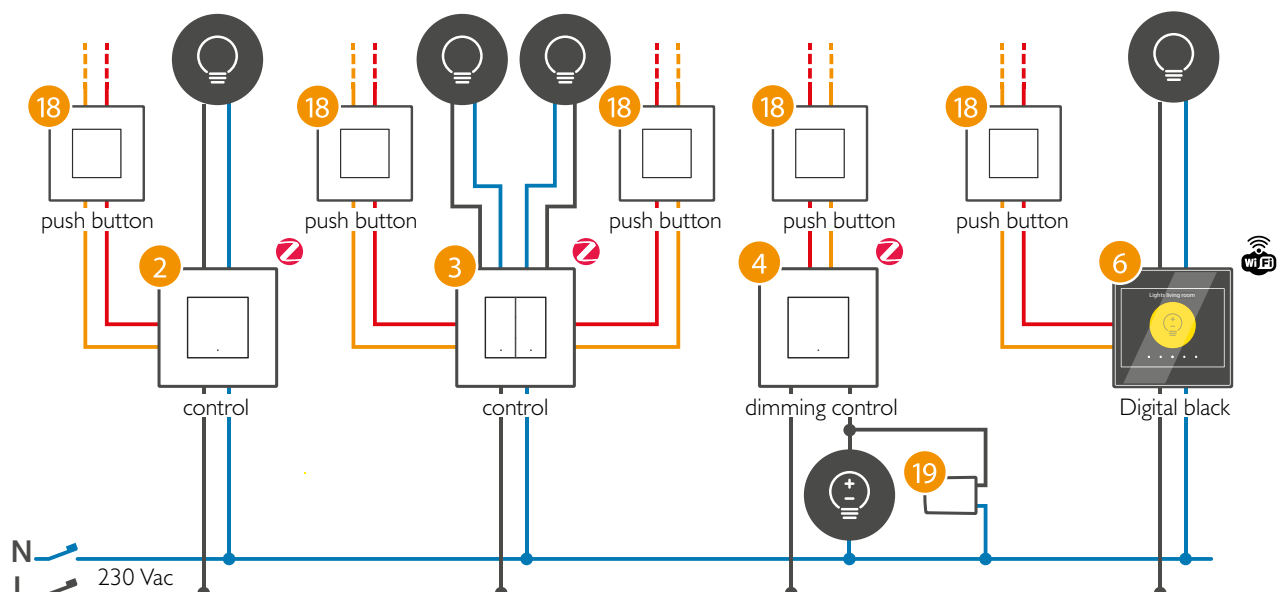 18
18
18
18
18
push button
push button
push button
push button
push button
2
Z
3
Z
4
Z
6
WiFi
Lights living room
+
-
control
control
dimming control
Digital black
+
-
19
N
230 Vac
L